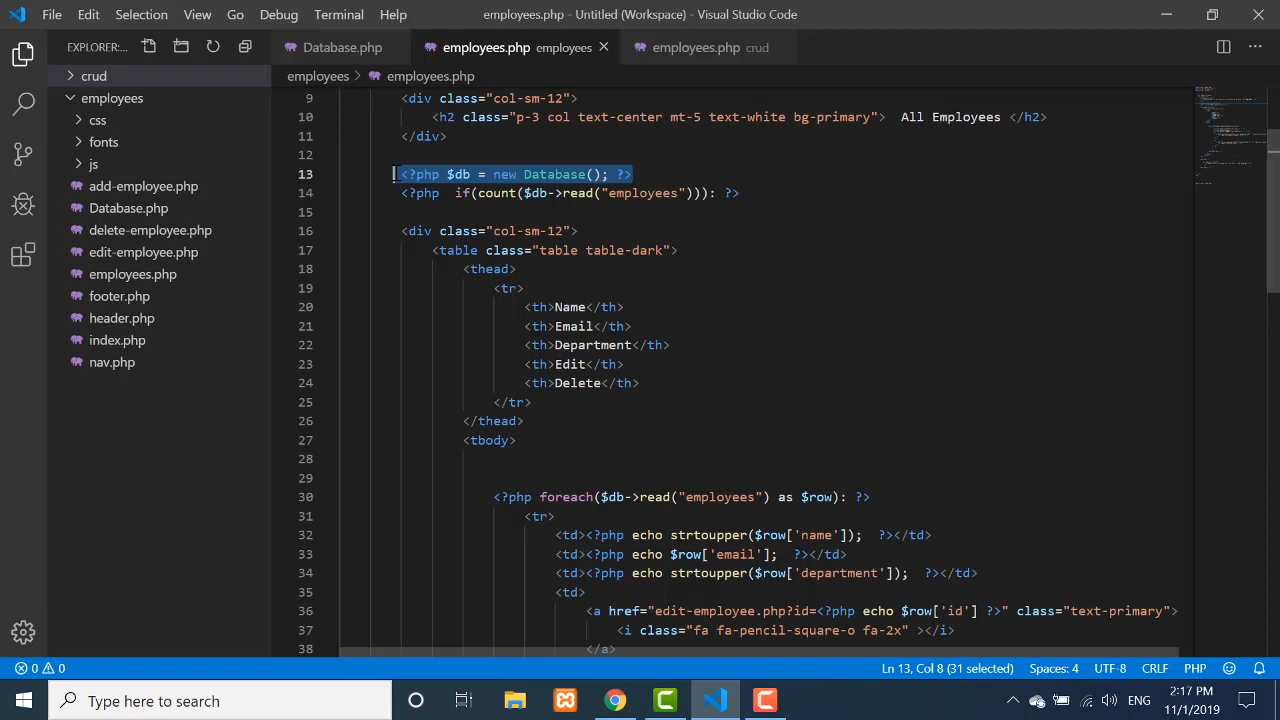 File Edit Selection View Go Debug Terminal Help employees.php - Untitled (Workspace) - Visual Studio Code
EXPLORER:...
Database.php employees.php employees employees.php crud
employees employees.php
crud
employees
css
fonts
js
add-employee.php
Database.php
delete-employee.php
edit-employee.php
employees.php
footer.php
header.php
index.php
nav.php
9 <div class="col-sm-12">
10 <h2 class="p-3 col text-center mt-5 text-white bg-primary"> All Employees </h2>
11 </div>
12
13 <?php $db = new Database(); ?>
14 <?php if(count($db->read("employees"))): ?>
15
16 <div class="col-sm-12">
17 <table class="table table-dark">
18 <thead>
19 <tr>
20 <th>Name</th>
21 <th>Email</th>
22 <th>Department</th>
23 <th>Edit</th>
24 <th>Delete</th>
25 </tr>
26 </thead>
27 <tbody>
28
29
30 <?php foreach($db->read("employees") as $row): ?>
31 <tr>
32 <td><?php echo strtoupper($row['name']); ?></td>
33 <td><?php echo $row['email']; ?></td>
34 <td><?php echo strtoupper($row['department']); ?></td>
35 <td>
36 <a href="edit-employee.php?id=<?php echo $row['id'] ?>" class="text-primary">
37 <i class="fa fa-pencil-square-o fa-2x" ></i>
38 </a>
0 0 Ln 13, Col 8 (31 selected) Spaces: 4 UTF-8 CRLF PHP
Type here to search
ENG
2:17 PM
11/1/2019